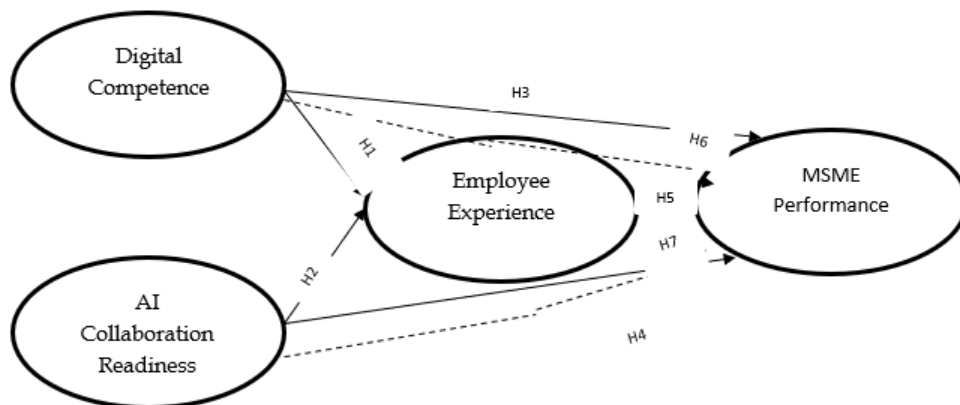 Digital
Competence
H3
H1
H6
Employee
Experience
MSME
Performance
H5
H7
H2
AI
Collaboration
Readiness
H4